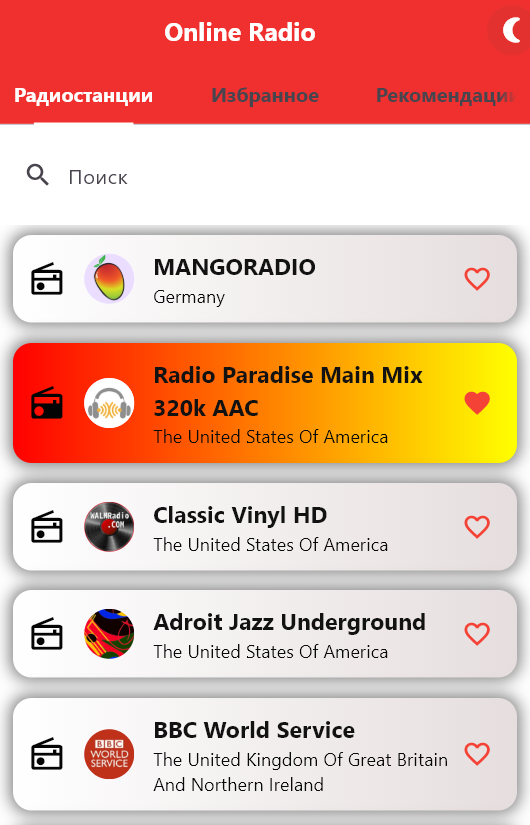 Online Radio
Радиостанции
Избранное
Рекомендаци
Поиск
MANGORADIO
Germany
Radio Paradise Main Mix
320k AAC
The United States Of America
WALMRadio
.COM
Classic Vinyl HD
The United States Of America
Adroit Jazz Underground
The United States Of America
BBC
WORLD
SERVICE
BBC World Service
The United Kingdom Of Great Britain
And Northern Ireland